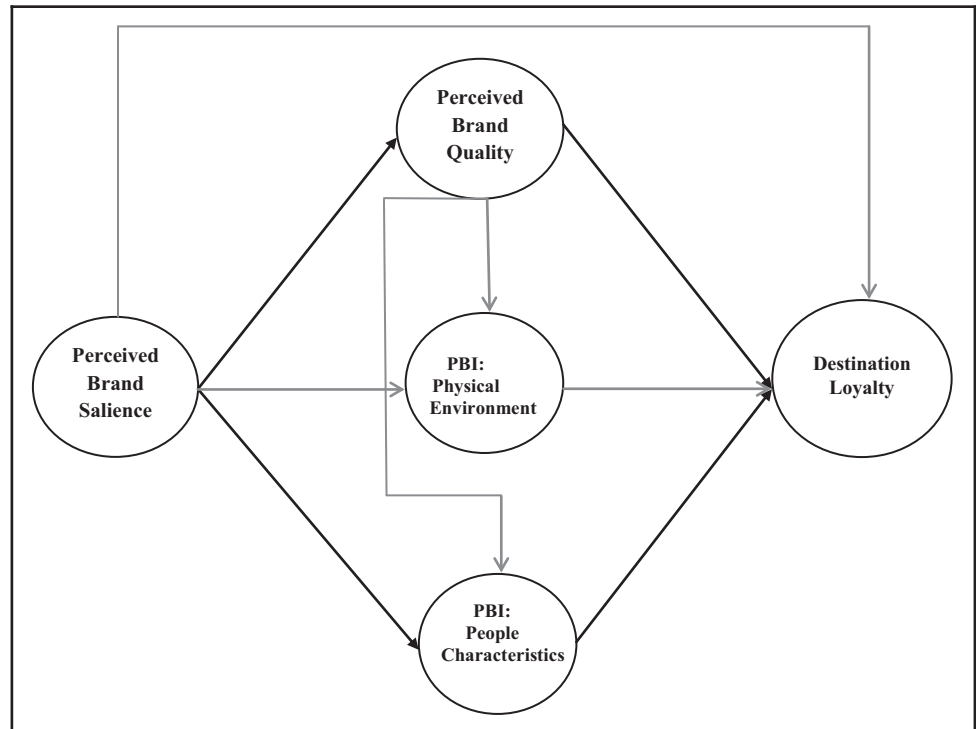 Perceived
Brand
Quality
Perceived
Brand
Salience
PBI:
Physical
Environment
Destination
Loyalty
PBI:
People
Characteristics